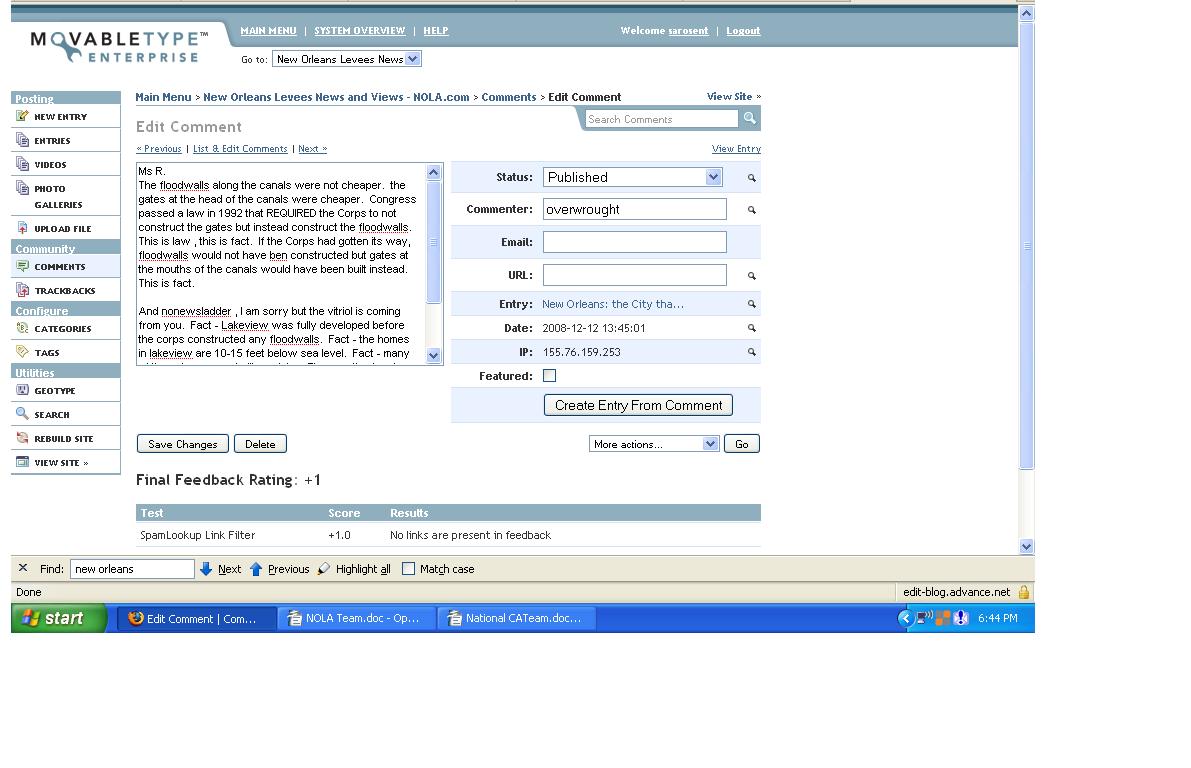 MOVABLETYPE™
ENTERPRISE
MAIN MENU | SYSTEM OVERVIEW | HELP
Welcome sarosent | Logout
Go to: New Orleans Levees News
Posting
NEW ENTRY
ENTRIES
VIDEOS
PHOTO
GALLERIES
UPLOAD FILE
Community
COMMENTS
TRACKBACKS
Configure
CATEGORIES
TAGS
Utilities
GEOTYPE
SEARCH
REBUILD SITE
VIEW SITE »
Main Menu > New Orleans Levees News and Views - NOLA.com > Comments > Edit Comment
View Site »
Edit Comment
Search Comments
« Previous | List & Edit Comments | Next »
View Entry
Ms R.
The floodwalls along the canals were not cheaper. the
gates at the head of the canals were cheaper. Congress
passed a law in 1992 that REQUIRED the Corps to not
construct the gates but instead construct the floodwalls.
This is law , this is fact. If the Corps had gotten its way,
floodwalls would not have ben constructed but gates at
the mouths of the canals would have been built instead.
This is fact.
And nonewsladder , I am sorry but the vitriol is coming
from you. Fact - Lakeview was fully developed before
the corps constructed any floodwalls. Fact - the homes
in lakeview are 10-15 feet below sea level. Fact - many
Status: Published
Commenter: overwrought
Email:
URL:
Entry: New Orleans: the City tha...
Date: 2008-12-12 13:45:01
IP: 155.76.159.253
Featured:
Create Entry From Comment
Save Changes
Delete
More actions...
Go
Final Feedback Rating: +1
Test Score Results
SpamLookup Link Filter +1.0 No links are present in feedback
Find: new orleans Next Previous Highlight all Match case
Done
edit-blog.advance.net
start
Edit Comment | Com...
NOLA Team.doc - Op...
National CATeam.doc...
6:44 PM